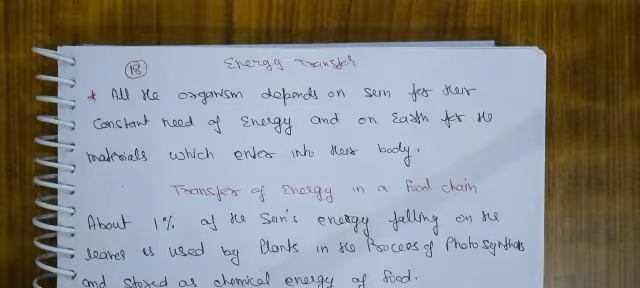 18
Energy Transfer
* All the organism depends on sun for their
Constant need of Energy and on Earth for the
materials which enter into their body.
Transfer of Energy in a food chain
About 1% of the Sun's energy falling on the
leaves is used by Plants in the Process of Photosynthesis
and stored as chemical energy of food.